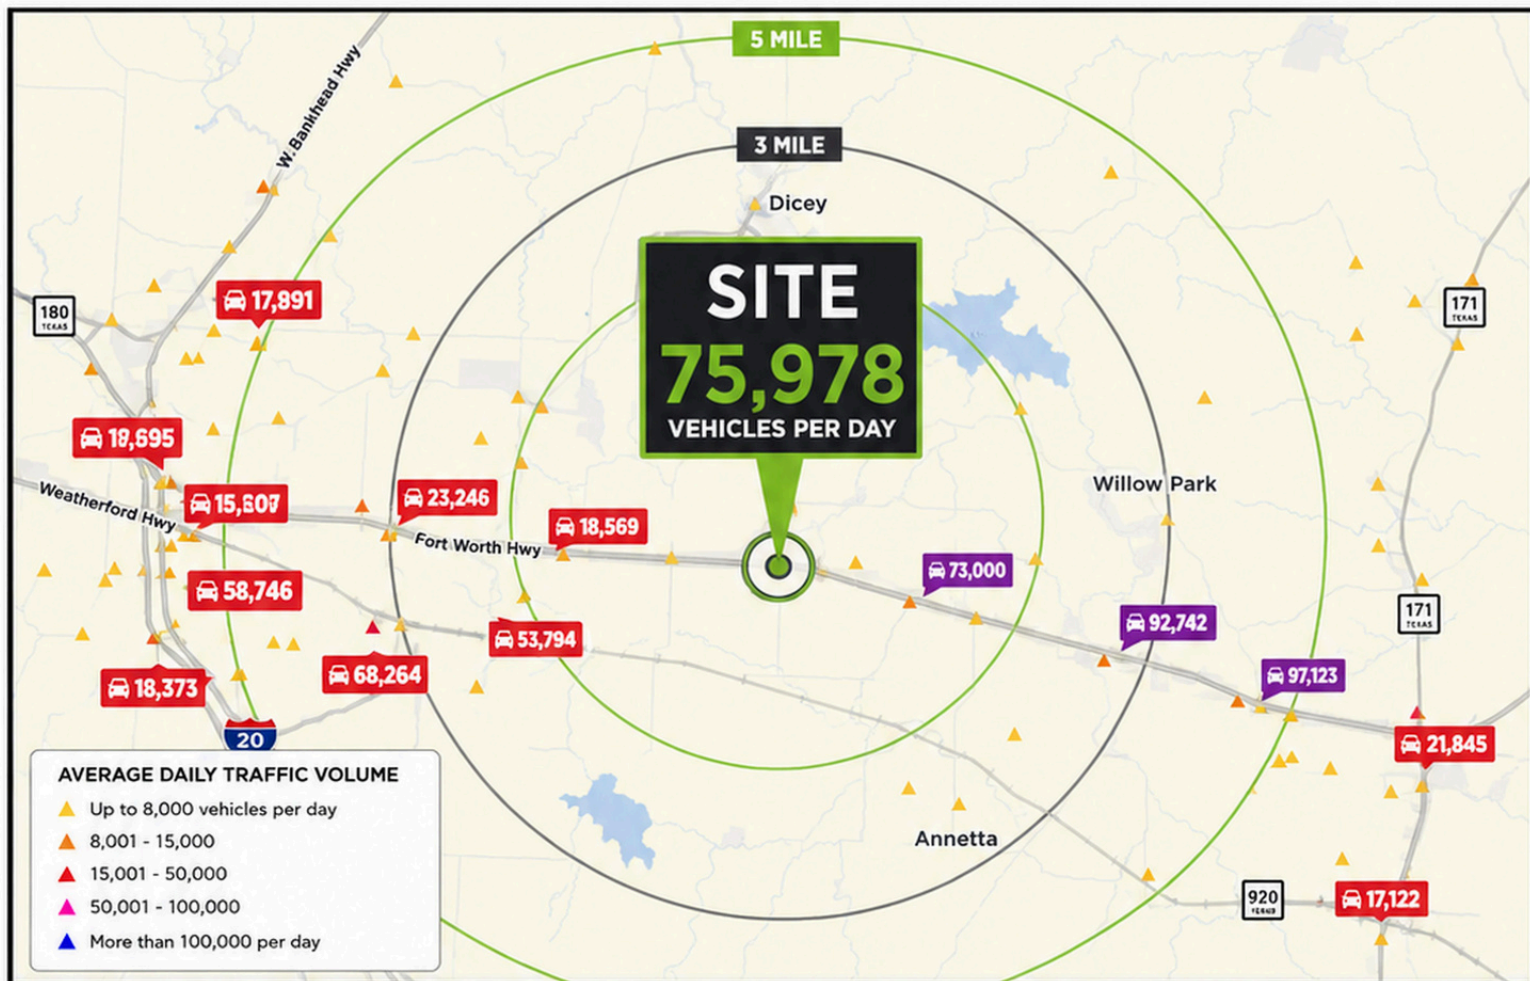 5 MILE
3 MILE
W. Bankhead Hwy
Dicey
SITE
75,978
VEHICLES PER DAY
17,891
180
TEXAS
171
TEXAS
18,695
Willow Park
Weatherford Hwy
23,246
Fort Worth Hwy
18,569
73,000
58,746
92,742
171
TEXAS
53,794
68,264
97,123
18,373
20
21,845
AVERAGE DAILY TRAFFIC VOLUME
Up to 8,000 vehicles per day
8,001 - 15,000
15,001 - 50,000
50,001 - 100,000
More than 100,000 per day
Annetta
920
17,122